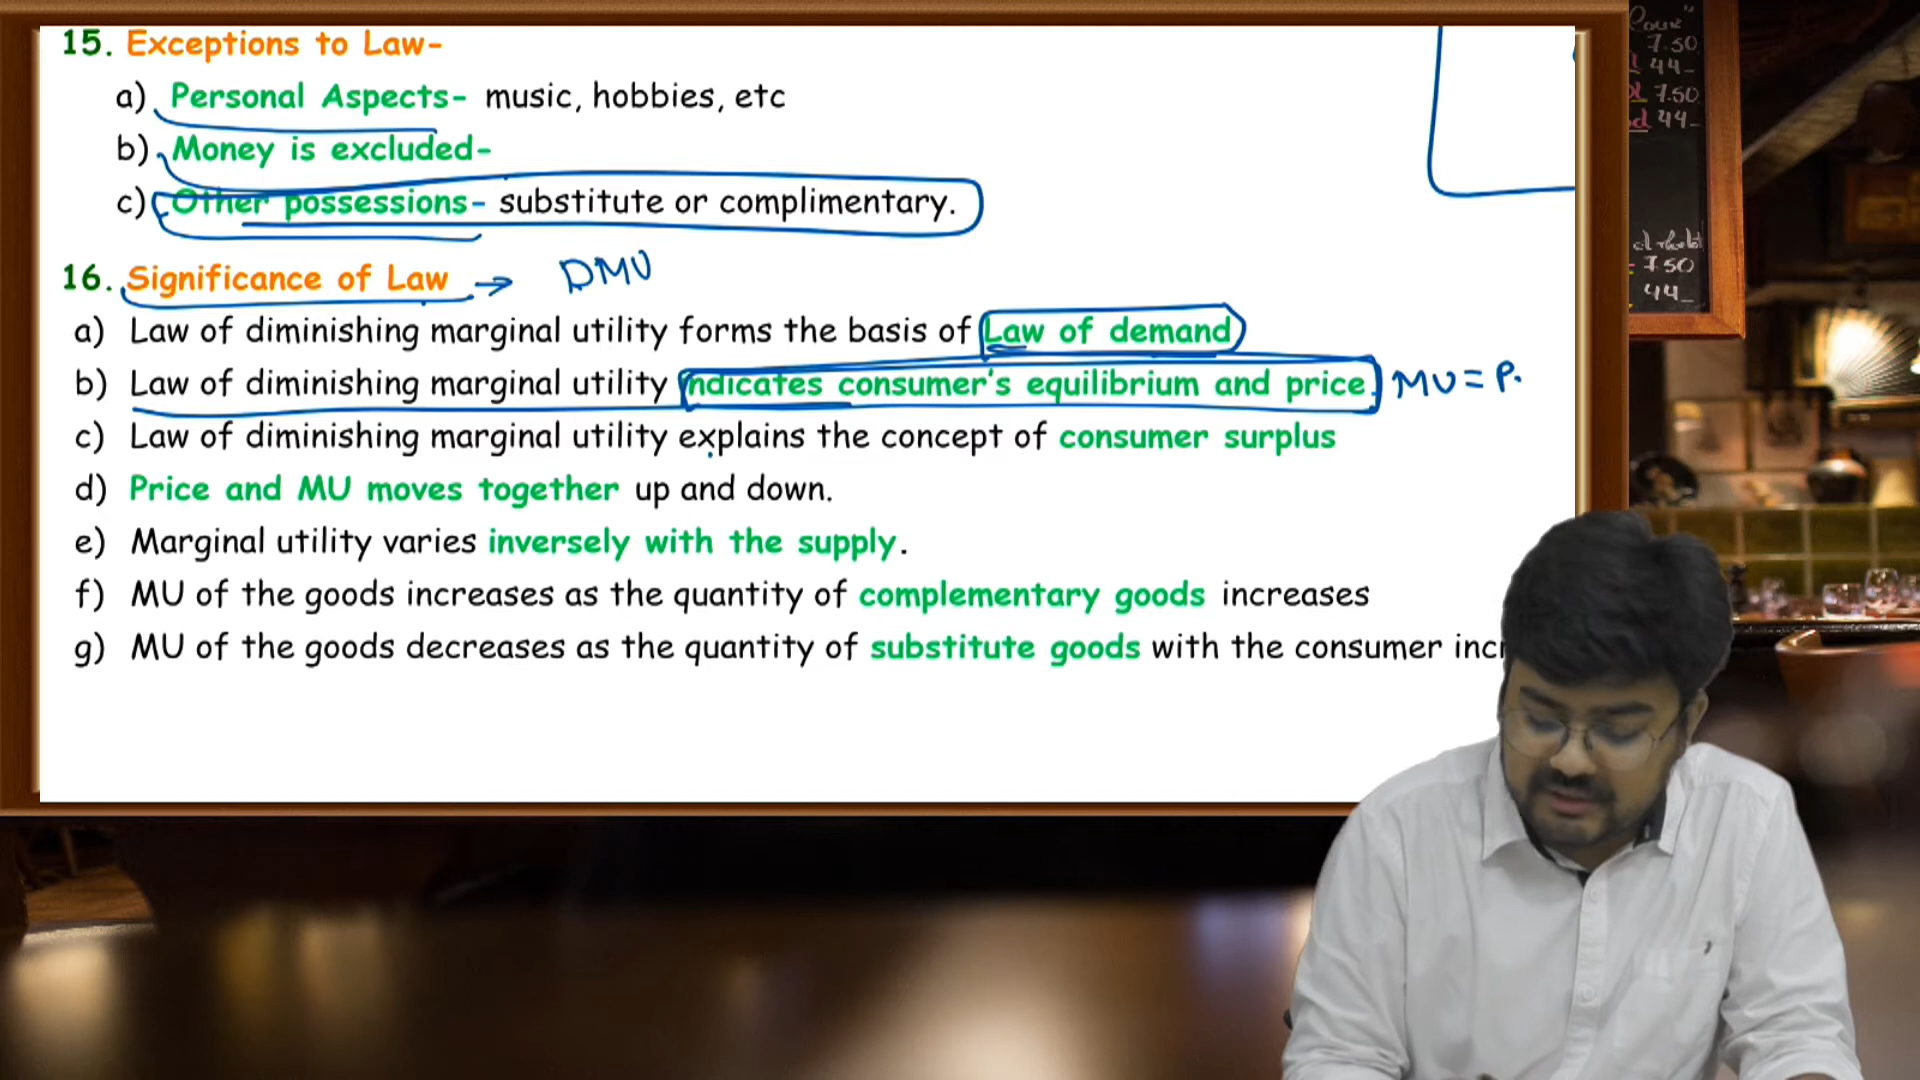 15. Exceptions to Law-
a) Personal Aspects- music, hobbies, etc
b) Money is excluded-
c) Other possessions- substitute or complimentary.
16. Significance of Law → DMU
a) Law of diminishing marginal utility forms the basis of Law of demand
b) Law of diminishing marginal utility indicates consumer's equilibrium and price. MU = P.
c) Law of diminishing marginal utility explains the concept of consumer surplus
d) Price and MU moves together up and down.
e) Marginal utility varies inversely with the supply.
f) MU of the goods increases as the quantity of complementary goods increases
g) MU of the goods decreases as the quantity of substitute goods with the consumer
7.50
44-
7.50
44-
7.50
44-